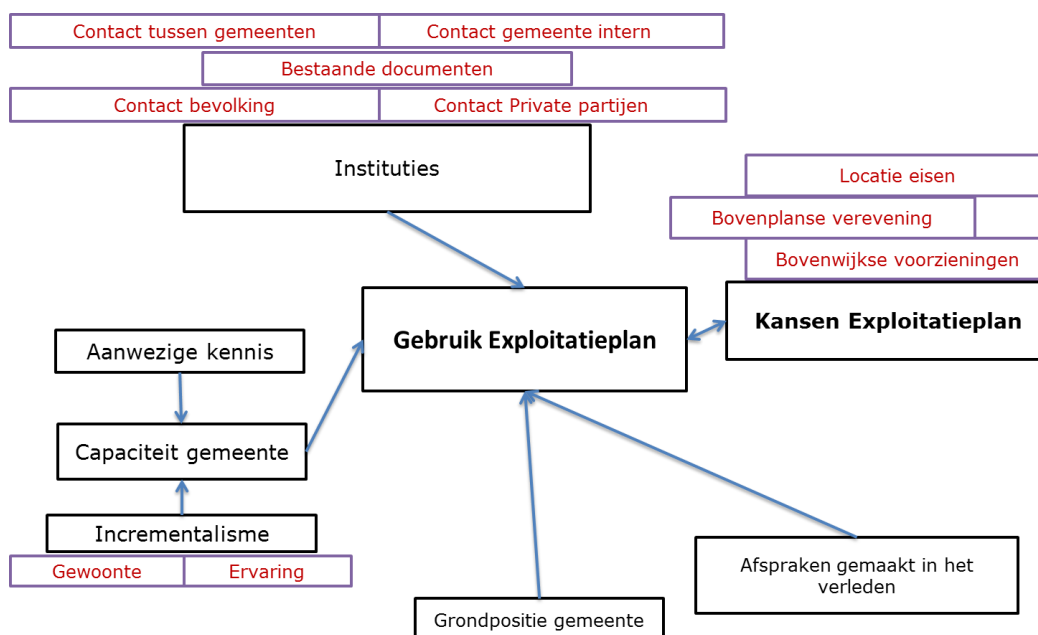 Contact tussen gemeenten
Contact gemeente intern
Bestaande documenten
Contact bevolking
Contact Private partijen
Instituties
Locatie eisen
Bovenplanse verevening
Bovenwijkse voorzieningen
Kansen Exploitatieplan
Gebruik Exploitatieplan
Aanwezige kennis
Capaciteit gemeente
Incrementalisme
Gewoonte
Ervaring
Grondpositie gemeente
Afspraken gemaakt in het
verleden